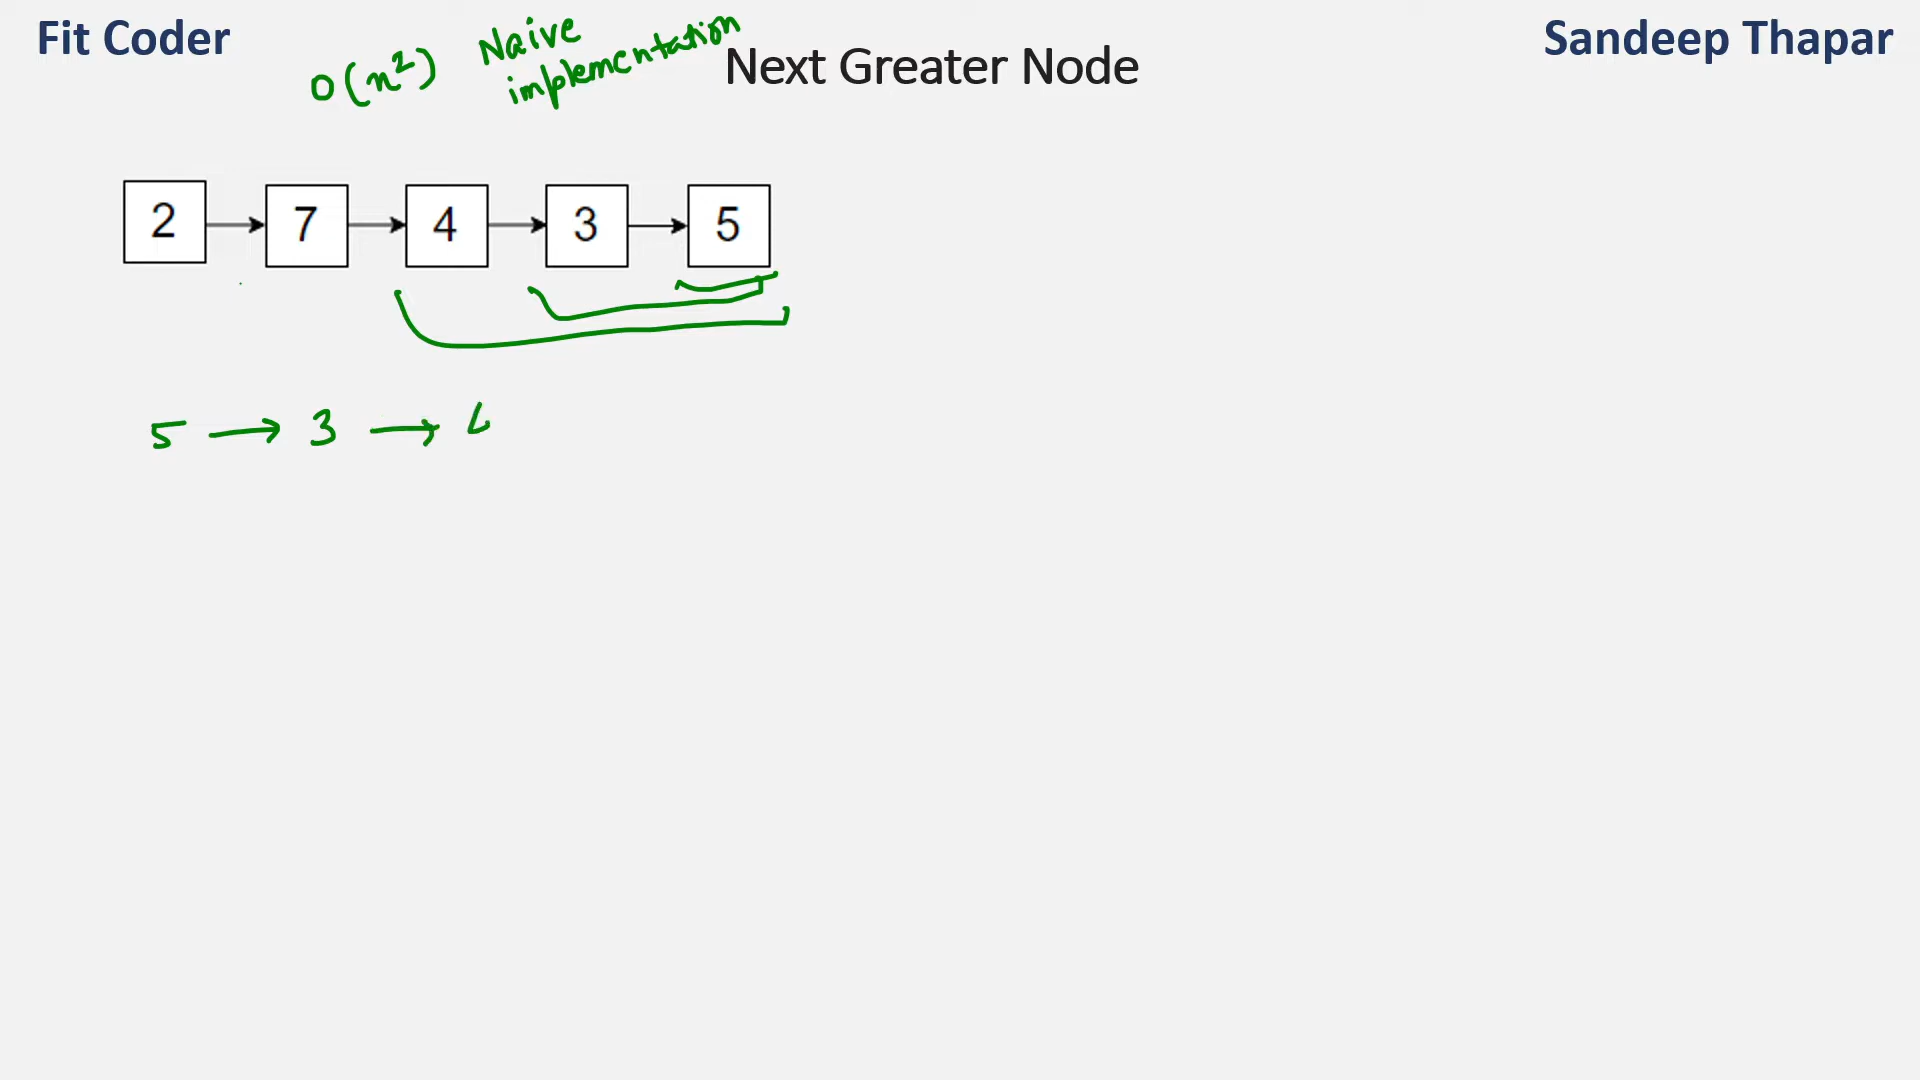 Fit Coder
O(n²) Naive
implementation
Next Greater Node
Sandeep Thapar
2 7 4 3 5
5 → 3 →